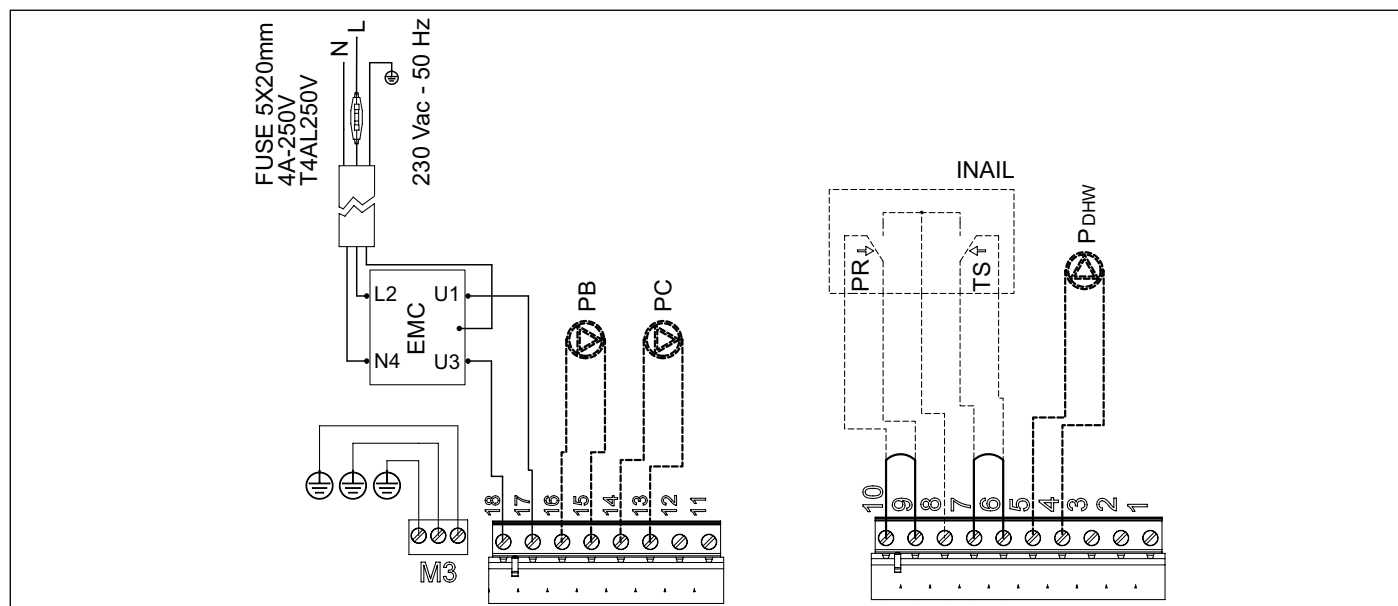 FUSE 5X20mm
4A-250V
T4AL250V
N
L
230 Vac - 50 Hz
L2
U1
EMC
N4
U3
PB
PC
INAIL
PR
TS
PDHW
18
17
16
15
14
13
12
11
10
9
8
7
6
5
4
3
2
1
M3